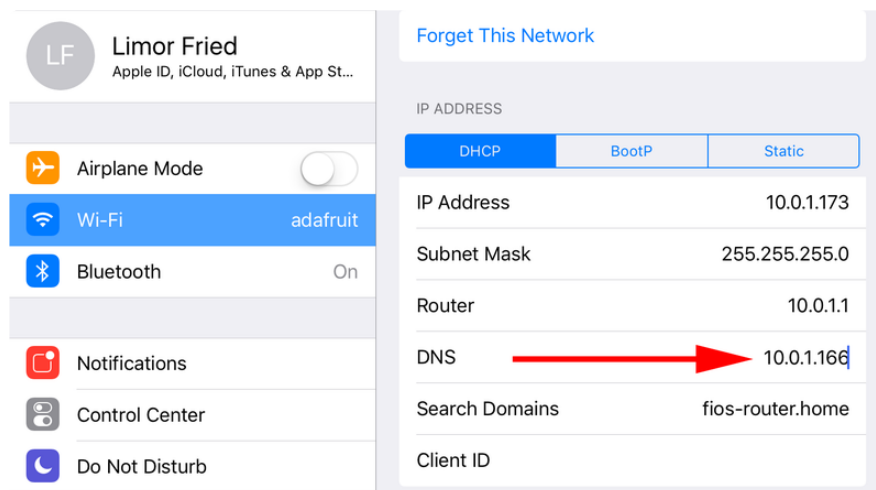 LF
Limor Fried
Apple ID, iCloud, iTunes & App St...
Airplane Mode
Wi-Fi adafruit
Bluetooth On
Notifications
Control Center
Do Not Disturb
Forget This Network
IP ADDRESS
DHCP BootP Static
IP Address 10.0.1.173
Subnet Mask 255.255.255.0
Router 10.0.1.1
DNS 10.0.1.166
Search Domains fios-router.home
Client ID